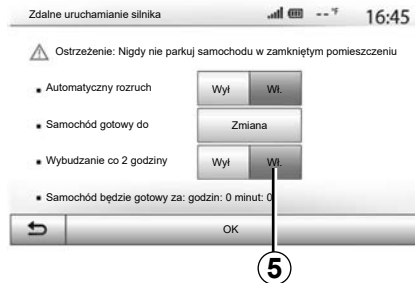 Zdalne uruchamianie silnika --°F 16:45
Ostrzeżenie: Nigdy nie parkuj samochodu w zamkniętym pomieszczeniu
Automatyczny rozruch Wył Wł.
Samochód gotowy do Zmiana
Wybudzanie co 2 godziny Wył Wł.
Samochód będzie gotowy za: godzin: 0 minut: 0
OK
5